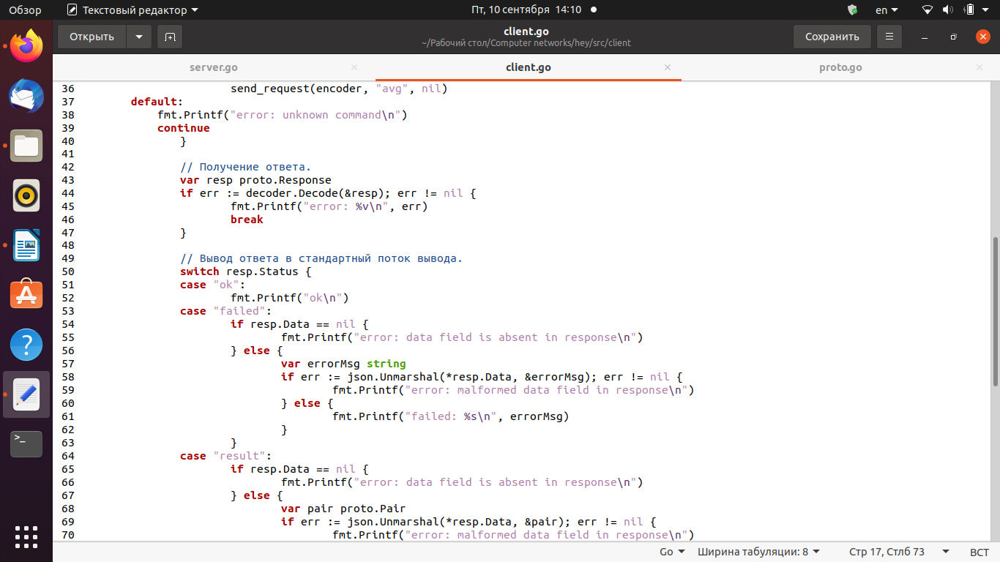 Обзор Текстовый редактор Пт, 10 сентября 14:10 en
Открыть client.go Сохранить
~/Рабочий стол/Computer networks/hey/src/client
server.go client.go proto.go
36 send_request(encoder, "avg", nil)
37 default:
38 fmt.Printf("error: unknown command\n")
39 continue
40 }
41
42 // Получение ответа.
43 var resp proto.Response
44 if err := decoder.Decode(&resp); err != nil {
45 fmt.Printf("error: %v\n", err)
46 break
47 }
48
49 // Вывод ответа в стандартный поток вывода.
50 switch resp.Status {
51 case "ok":
52 fmt.Printf("ok\n")
53 case "failed":
54 if resp.Data == nil {
55 fmt.Printf("error: data field is absent in response\n")
56 } else {
57 var errorMsg string
58 if err := json.Unmarshal(*resp.Data, &errorMsg); err != nil {
59 fmt.Printf("error: malformed data field in response\n")
60 } else {
61 fmt.Printf("failed: %s\n", errorMsg)
62 }
63 }
64 case "result":
65 if resp.Data == nil {
66 fmt.Printf("error: data field is absent in response\n")
67 } else {
68 var pair proto.Pair
69 if err := json.Unmarshal(*resp.Data, &pair); err != nil {
70 fmt.Printf("error: malformed data field in response\n")
Go Ширина табуляции: 8 Стр 17, Стлб 73 ВСТ